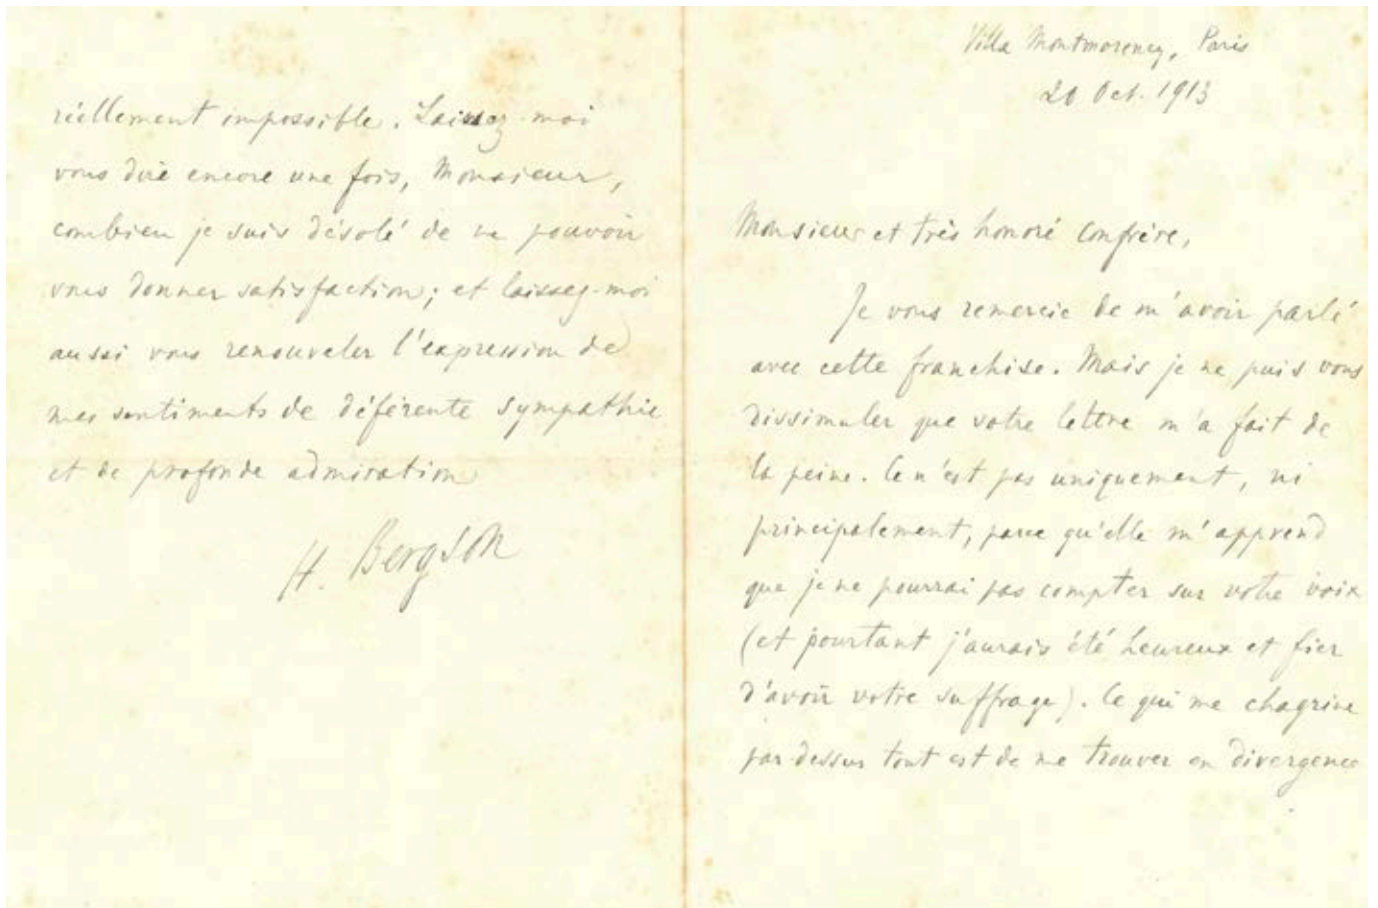 Villa Montmorency, Paris
20 Oct. 1913
Monsieur et très honoré Confrère,
Je vous remercie de m'avoir parlé
avec cette franchise. Mais je ne puis vous
dissimuler que votre lettre m'a fait de
la peine. Ce n'est pas uniquement, ni
principalement, parce qu'elle m'apprend
que je ne pourrai pas compter sur votre voix
(et pourtant j'aurais été heureux et fier
d'avoir votre suffrage). Ce qui me chagrine
par-dessus tout est de me trouver en divergence
réellement impossible. Laissez-moi
vous dire encore une fois, Monsieur,
combien je suis désolé de ne pouvoir
vous donner satisfaction; et laissez-moi
aussi vous renouveler l'expression de
mes sentiments de déférente sympathie
et de profonde admiration
H. Bergson